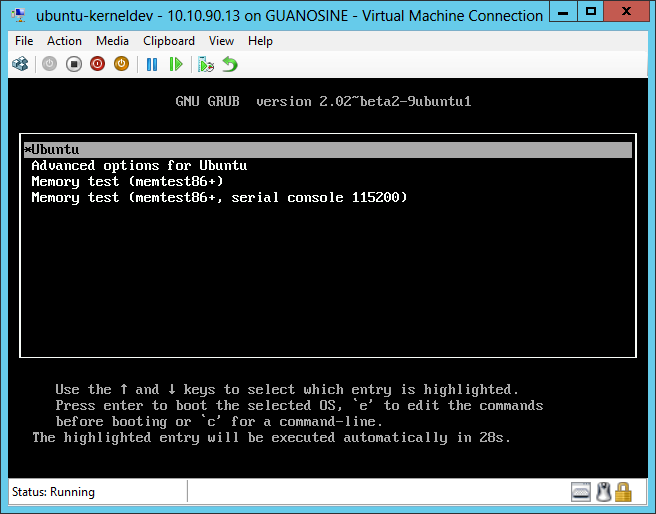 ubuntu-kerneldev - 10.10.90.13 on GUANOSINE - Virtual Machine Connection
File Action Media Clipboard View Help
GNU GRUB version 2.02~beta2-9ubuntu1
*Ubuntu
Advanced options for Ubuntu
Memory test (memtest86+)
Memory test (memtest86+, serial console 115200)
Use the ↑ and ↓ keys to select which entry is highlighted.
Press enter to boot the selected OS, `e' to edit the commands
before booting or `c' for a command-line.
The highlighted entry will be executed automatically in 28s.
Status: Running